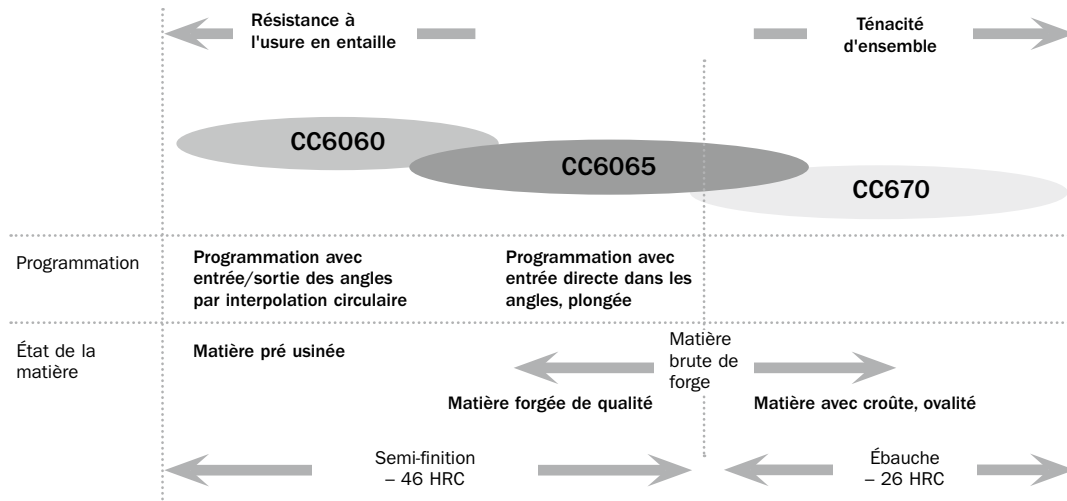 Résistance à
l'usure en entaille
Ténacité
d'ensemble
CC6060
CC6065
CC670
Programmation
Programmation avec
entrée/sortie des angles
par interpolation circulaire
Programmation avec
entrée directe dans les
angles, plongée
État de la
matière
Matière pré usinée
Matière
brute de
forge
Matière forgée de qualité
Matière avec croûte, ovalité
Semi-finition
– 46 HRC
Ébauche
– 26 HRC